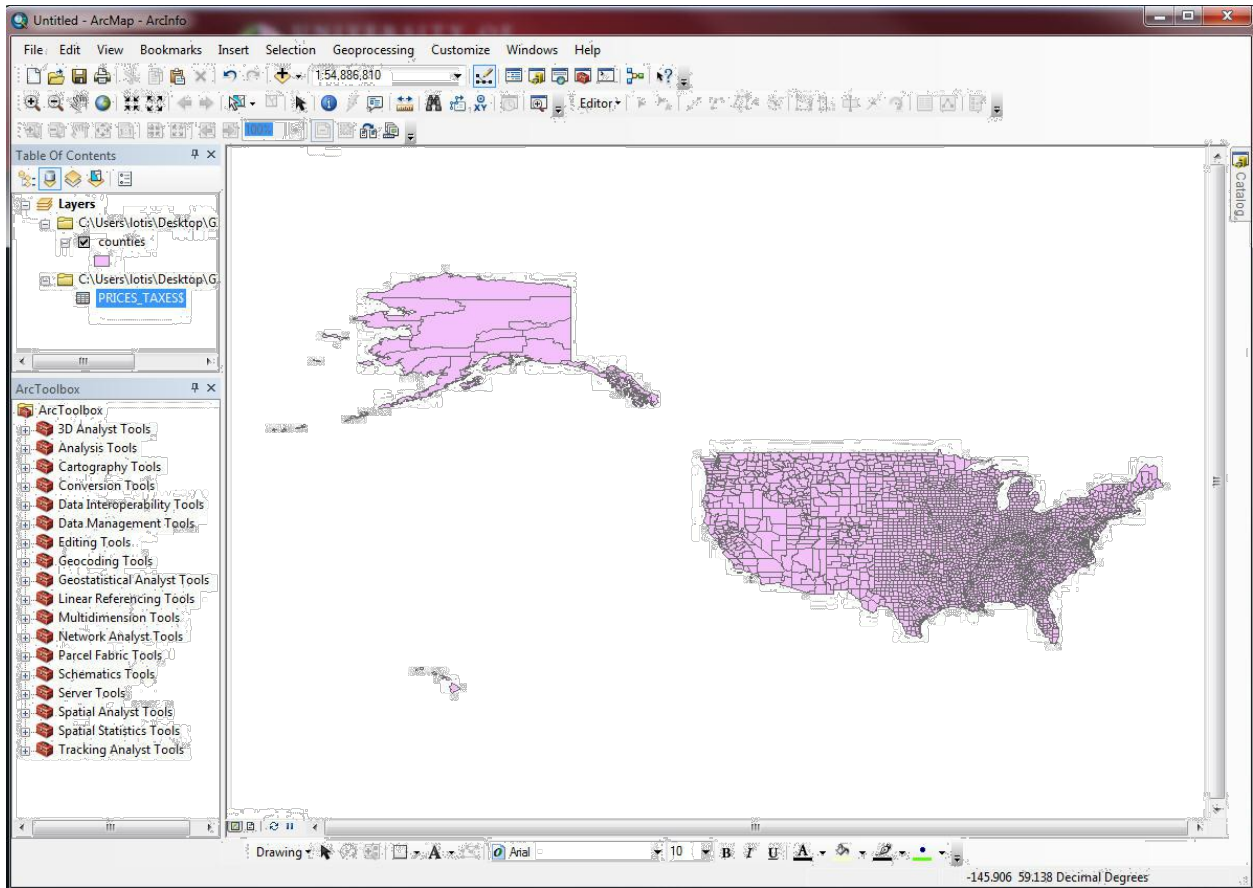 Untitled - ArcMap - ArcInfo
UNIVERSITY OF
File Edit View Bookmarks Insert Selection Geoprocessing Customize Windows Help
1:54,886,810
Editor
100%
Table Of Contents
Layers
C:\Users\lotis\Desktop\G
counties
C:\Users\lotis\Desktop\G
PRICES_TAXES$
ArcToolbox
ArcToolbox
3D Analyst Tools
Analysis Tools
Cartography Tools
Conversion Tools
Data Interoperability Tools
Data Management Tools
Editing Tools
Geocoding Tools
Geostatistical Analyst Tools
Linear Referencing Tools
Multidimension Tools
Network Analyst Tools
Parcel Fabric Tools
Schematics Tools
Server Tools
Spatial Analyst Tools
Spatial Statistics Tools
Tracking Analyst Tools
Catalog
Drawing A Arial 10 B I U A
-145.906 59.138 Decimal Degrees